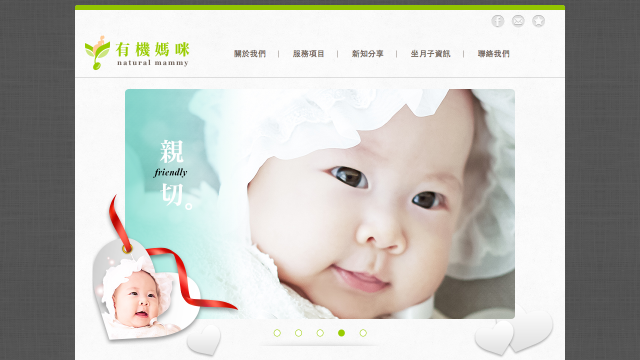 有機媽咪
natural mammy
關於我們 | 服務項目 | 新知分享 | 坐月子資訊 | 聯絡我們
親
friendly
切。